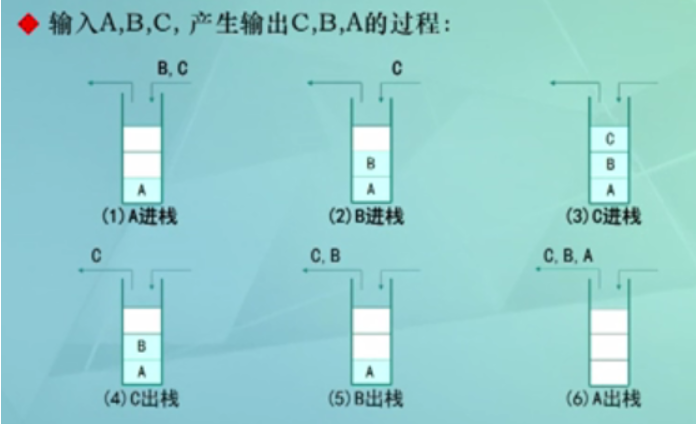 输入A,B,C, 产生输出C,B,A的过程:
B, C
C
A
B
A
C
B
A
(1)A进栈
(2)B进栈
(3)C进栈
C
C, B
C, B, A
B
A
A
(4)C出栈
(5)B出栈
(6)A出栈